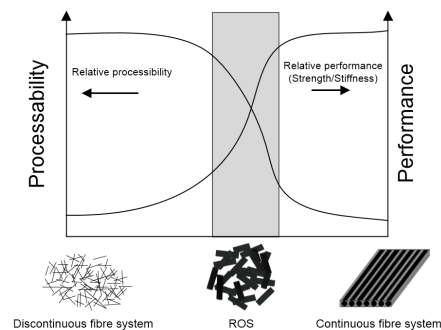 Processability
Relative processibility
Relative performance
(Strength/Stiffness)
Performance
Discontinuous fibre system
ROS
Continuous fibre system